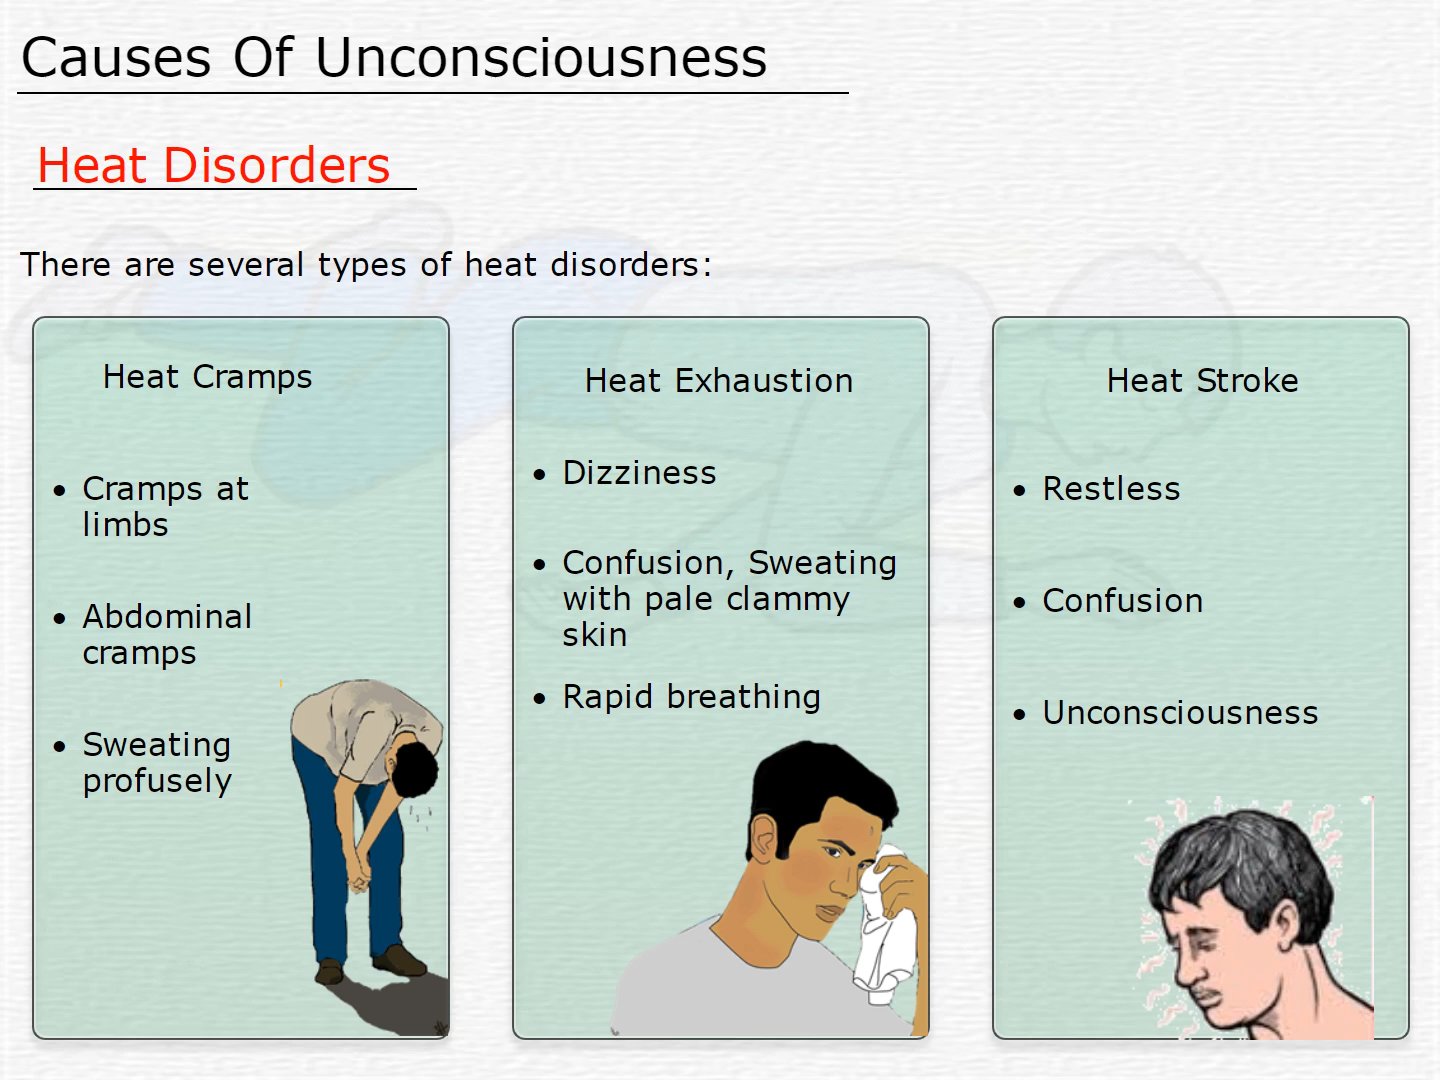 Causes Of Unconsciousness
Heat Disorders
There are several types of heat disorders:
Heat Cramps
• Cramps at
limbs
• Abdominal
cramps
• Sweating
profusely
Heat Exhaustion
• Dizziness
• Confusion, Sweating
with pale clammy
skin
• Rapid breathing
Heat Stroke
• Restless
• Confusion
• Unconsciousness